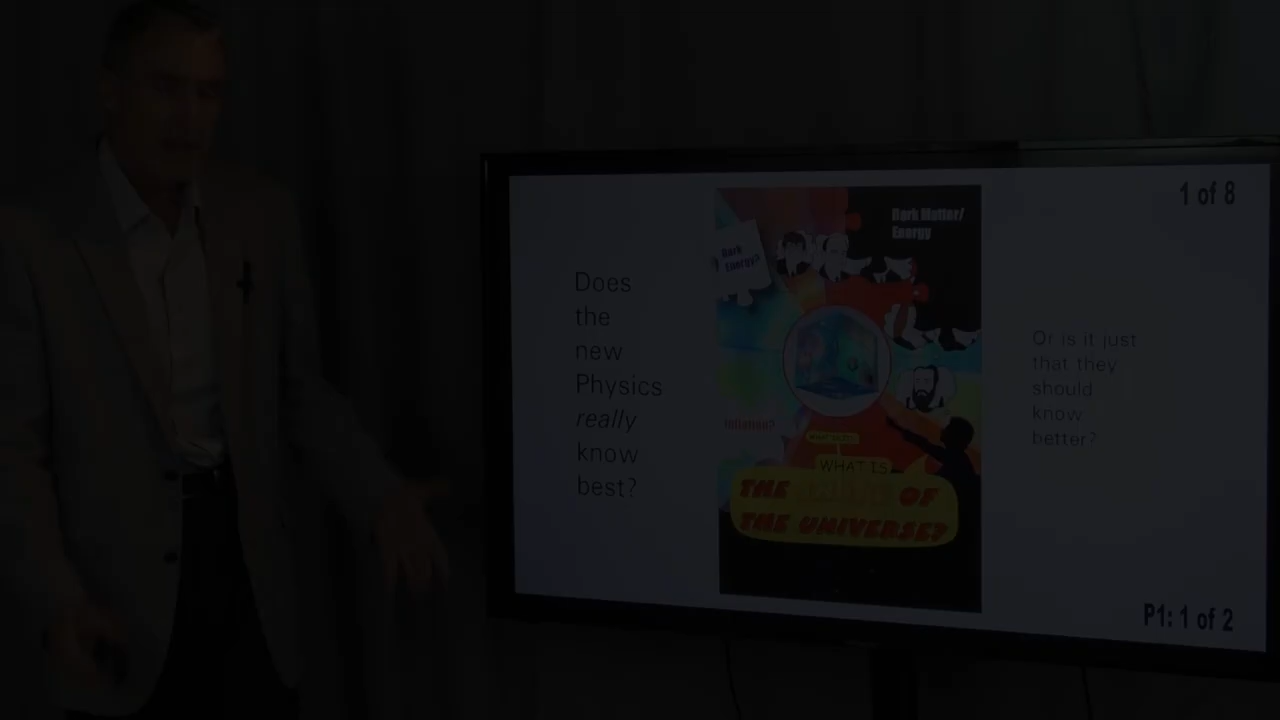 1 of 8
Dark Matter/
Energy
Dark
Energy?
Does
the
new
Physics
really
know
best?
Or is it just
that they
should
know
better?
Inflation?
WHAT IS
THE
OF
THE UNIVERSE?
P1: 1 of 2